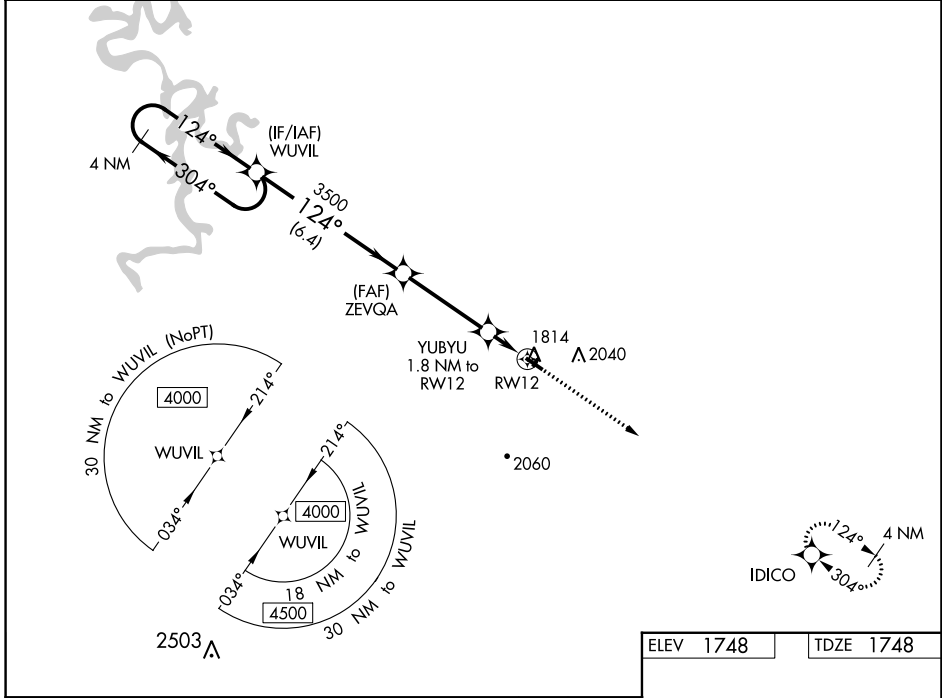 124°
(IF/IAF)
WUVIL
4 NM
304°
3500
124°
(6.4)
(FAF)
ZEVQA
YUBYU
1.8 NM to
RW12
RW12
1814
2040
2060
30 NM to WUVIL (NoPT)
4000
214°
WUVIL
034°
214°
4000
WUVIL
034°
18 NM to WUVIL
4500
30 NM to WUVIL
2503
124°
4 NM
IDICO
304°
ELEV 1748
TDZE 1748